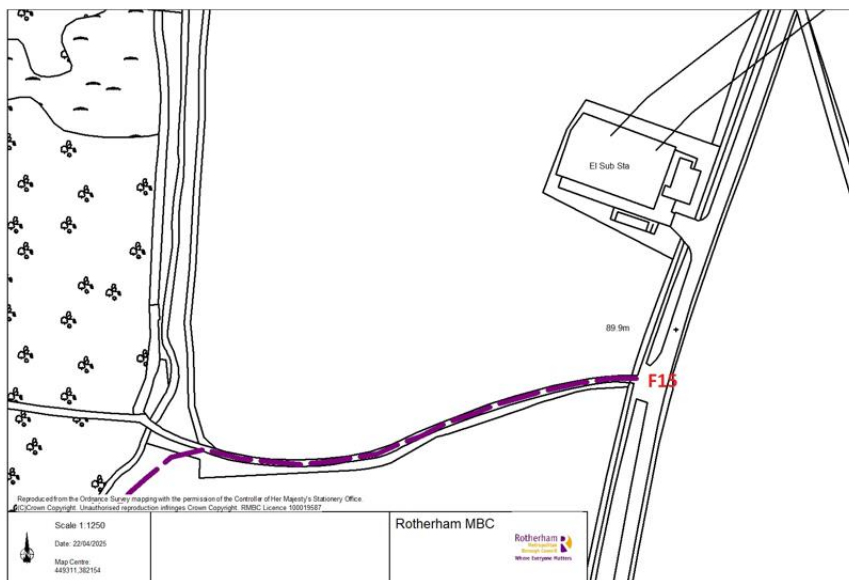 El Sub Sta
89.9m
F15
Reproduced from the Ordnance Survey mapping with the permission of the Controller of Her Majesty's Stationery Office.
(C)Crown Copyright. Unauthorised reproduction infringes Crown Copyright. RMBC Licence 100019587
Scale 1:1250
Date: 22/04/2025
Map Centre:
449311,382154
Rotherham MBC
Rotherham
Metropolitan
Borough Council
Where Everyone Matters